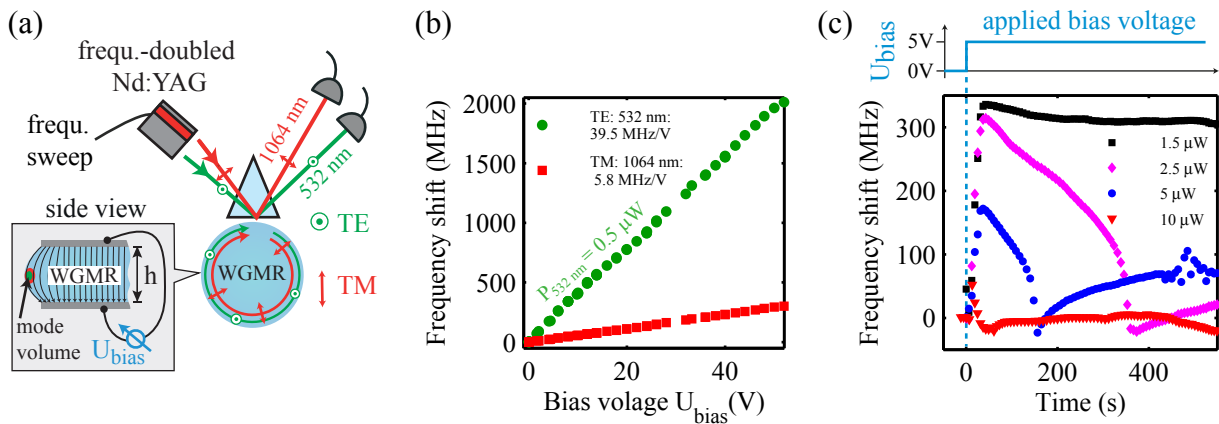 (a)
frequ.-doubled
Nd:YAG
frequ.
sweep
1064 nm
532 nm
TE
TM
WGMR
side view
WGMR
h
mode
volume
U_bias
(b)
Frequency shift (MHz)
2000
1500
1000
500
0
0
20
40
Bias volage U_bias(V)
TE: 532 nm:
39.5 MHz/V
TM: 1064 nm:
5.8 MHz/V
P_532 nm = 0.5 µW
(c)
applied bias voltage
U_bias
5V
0V
Frequency shift (MHz)
300
200
100
0
0
200
400
Time (s)
1.5 µW
2.5 µW
5 µW
10 µW